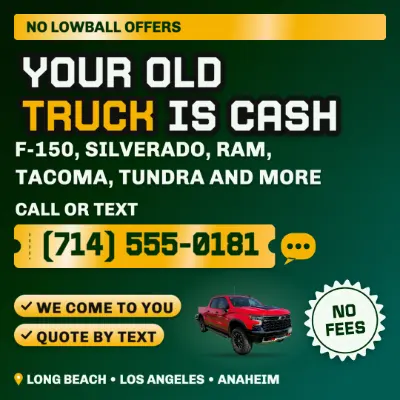 NO LOWBALL OFFERS
YOUR OLD
TRUCK IS CASH
F-150, SILVERADO, RAM,
TACOMA, TUNDRA AND MORE
CALL OR TEXT
(714) 555-0181
WE COME TO YOU
QUOTE BY TEXT
NO
FEES
LONG BEACH • LOS ANGELES • ANAHEIM